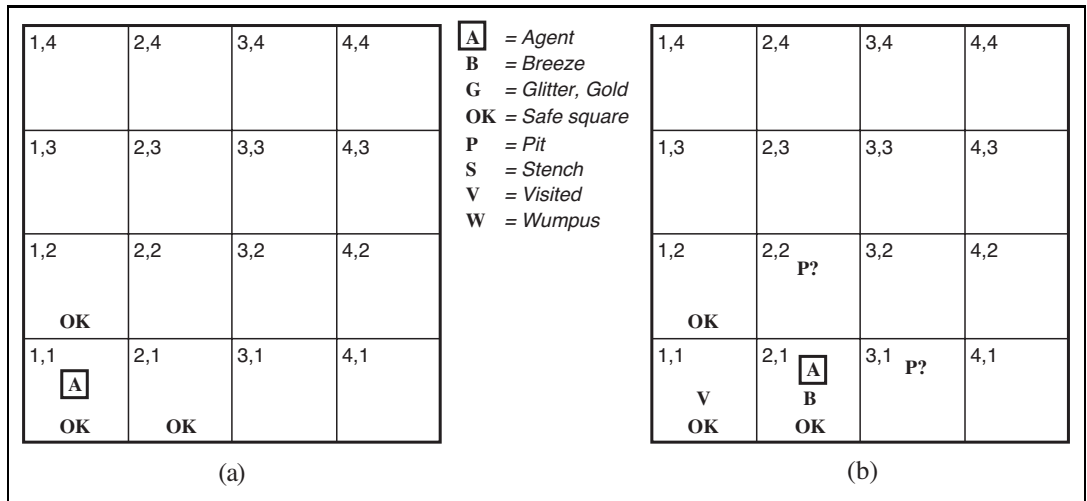 1,4 2,4 3,4 4,4
1,3 2,3 3,3 4,3
1,2 2,2 3,2 4,2
OK
1,1 2,1 3,1 4,1
A
OK OK
(a)
A = Agent
B = Breeze
G = Glitter, Gold
OK = Safe square
P = Pit
S = Stench
V = Visited
W = Wumpus
1,4 2,4 3,4 4,4
1,3 2,3 3,3 4,3
1,2 2,2 3,2 4,2
P?
OK
1,1 2,1 3,1 4,1
A P?
V B
OK OK
(b)